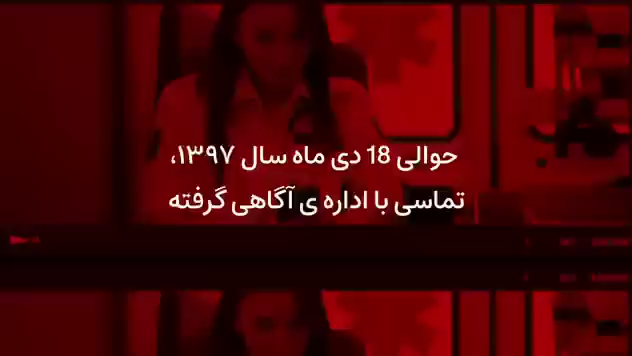 حوالی 18 دی ماه سال ۱۳۹۷،
تماسی با اداره ی آگاهی گرفته